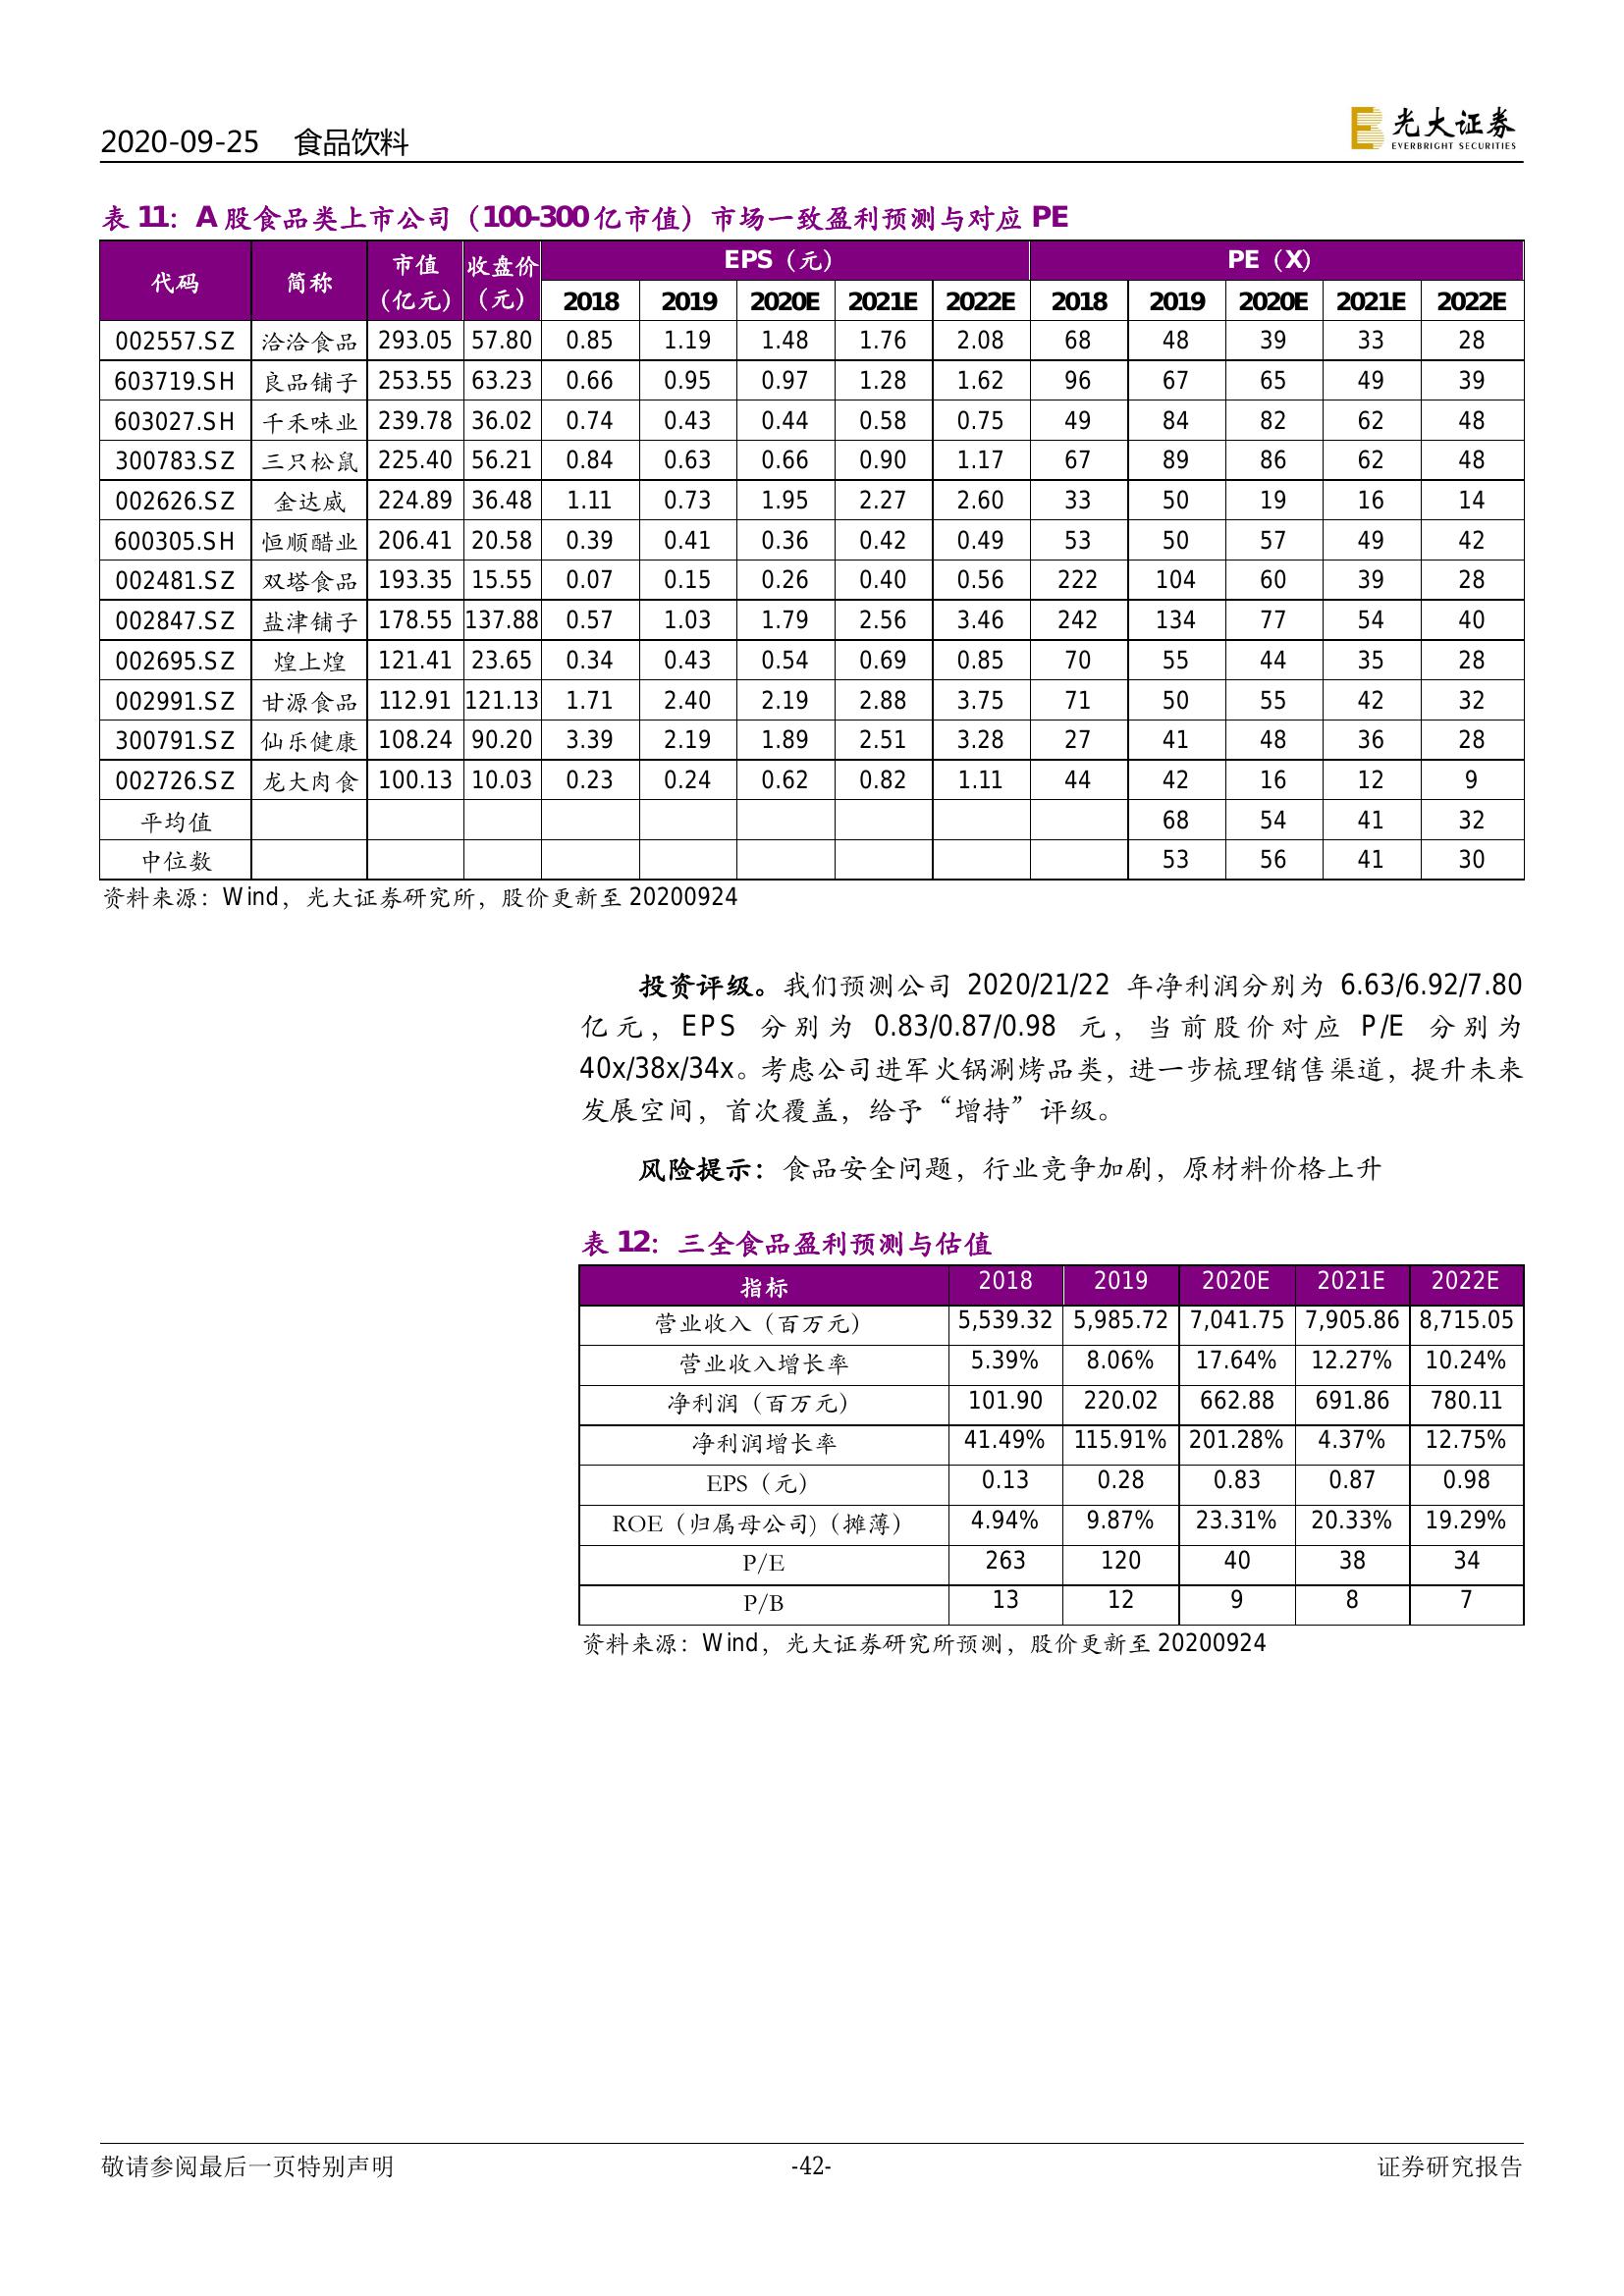 2020-09-25 食品饮料
光大证券
EVERBRIGHT SECURITIES
表 11：A 股食品类上市公司（100-300 亿市值）市场一致盈利预测与对应 PE
代码 简称 市值（亿元） 收盘价（元） EPS（元） PE（X）
2018 2019 2020E 2021E 2022E 2018 2019 2020E 2021E 2022E
002557.SZ 洽洽食品 293.05 57.80 0.85 1.19 1.48 1.76 2.08 68 48 39 33 28
603719.SH 良品铺子 253.55 63.23 0.66 0.95 0.97 1.28 1.62 96 67 65 49 39
603027.SH 千禾味业 239.78 36.02 0.74 0.43 0.44 0.58 0.75 49 84 82 62 48
300783.SZ 三只松鼠 225.40 56.21 0.84 0.63 0.66 0.90 1.17 67 89 86 62 48
002626.SZ 金达威 224.89 36.48 1.11 0.73 1.95 2.27 2.60 33 50 19 16 14
600305.SH 恒顺醋业 206.41 20.58 0.39 0.41 0.36 0.42 0.49 53 50 57 49 42
002481.SZ 双塔食品 193.35 15.55 0.07 0.15 0.26 0.40 0.56 222 104 60 39 28
002847.SZ 盐津铺子 178.55 137.88 0.57 1.03 1.79 2.56 3.46 242 134 77 54 40
002695.SZ 煌上煌 121.41 23.65 0.34 0.43 0.54 0.69 0.85 70 55 44 35 28
002991.SZ 甘源食品 112.91 121.13 1.71 2.40 2.19 2.88 3.75 71 50 55 42 32
300791.SZ 仙乐健康 108.24 90.20 3.39 2.19 1.89 2.51 3.28 27 41 48 36 28
002726.SZ 龙大肉食 100.13 10.03 0.23 0.24 0.62 0.82 1.11 44 42 16 12 9
平均值 68 54 41 32
中位数 53 56 41 30
资料来源：Wind，光大证券研究所，股价更新至 20200924
投资评级。我们预测公司 2020/21/22 年净利润分别为 6.63/6.92/7.80
亿元，EPS 分别为 0.83/0.87/0.98 元，当前股价对应 P/E 分别为
40x/38x/34x。考虑公司进军火锅涮烤品类，进一步梳理销售渠道，提升未来
发展空间，首次覆盖，给予“增持”评级。
风险提示：食品安全问题，行业竞争加剧，原材料价格上升
表 12：三全食品盈利预测与估值
指标 2018 2019 2020E 2021E 2022E
营业收入（百万元） 5,539.32 5,985.72 7,041.75 7,905.86 8,715.05
营业收入增长率 5.39% 8.06% 17.64% 12.27% 10.24%
净利润（百万元） 101.90 220.02 662.88 691.86 780.11
净利润增长率 41.49% 115.91% 201.28% 4.37% 12.75%
EPS（元） 0.13 0.28 0.83 0.87 0.98
ROE（归属母公司)（摊薄） 4.94% 9.87% 23.31% 20.33% 19.29%
P/E 263 120 40 38 34
P/B 13 12 9 8 7
资料来源：Wind，光大证券研究所预测，股价更新至 20200924
敬请参阅最后一页特别声明 -42- 证券研究报告